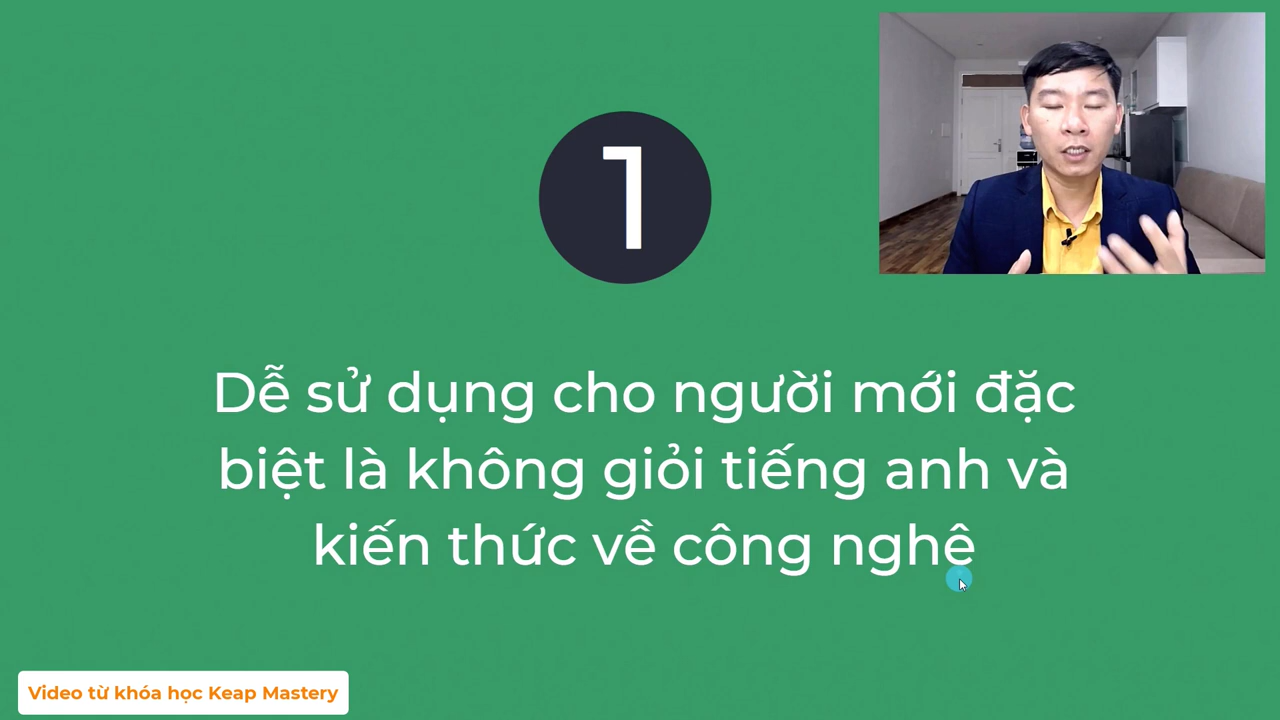 1
Dễ sử dụng cho người mới đặc
biệt là không giỏi tiếng anh và
kiến thức về công nghệ
Video từ khóa học Keap Mastery